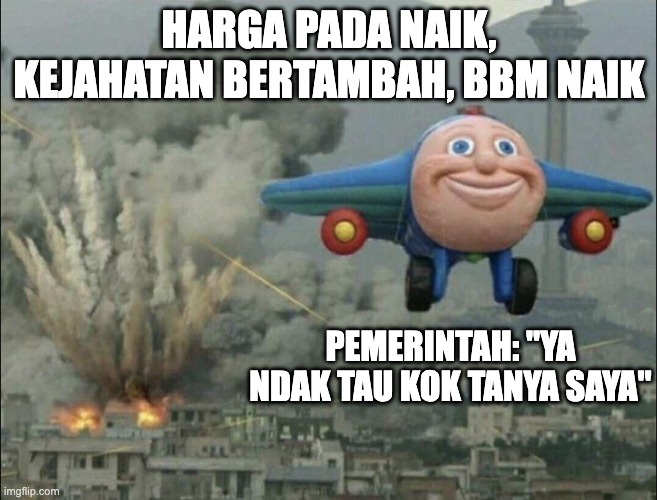 HARGA PADA NAIK,
KEJAHATAN BERTAMBAH, BBM NAIK
PEMERINTAH: "YA
NDAK TAU KOK TANYA SAYA"
imgflip.com